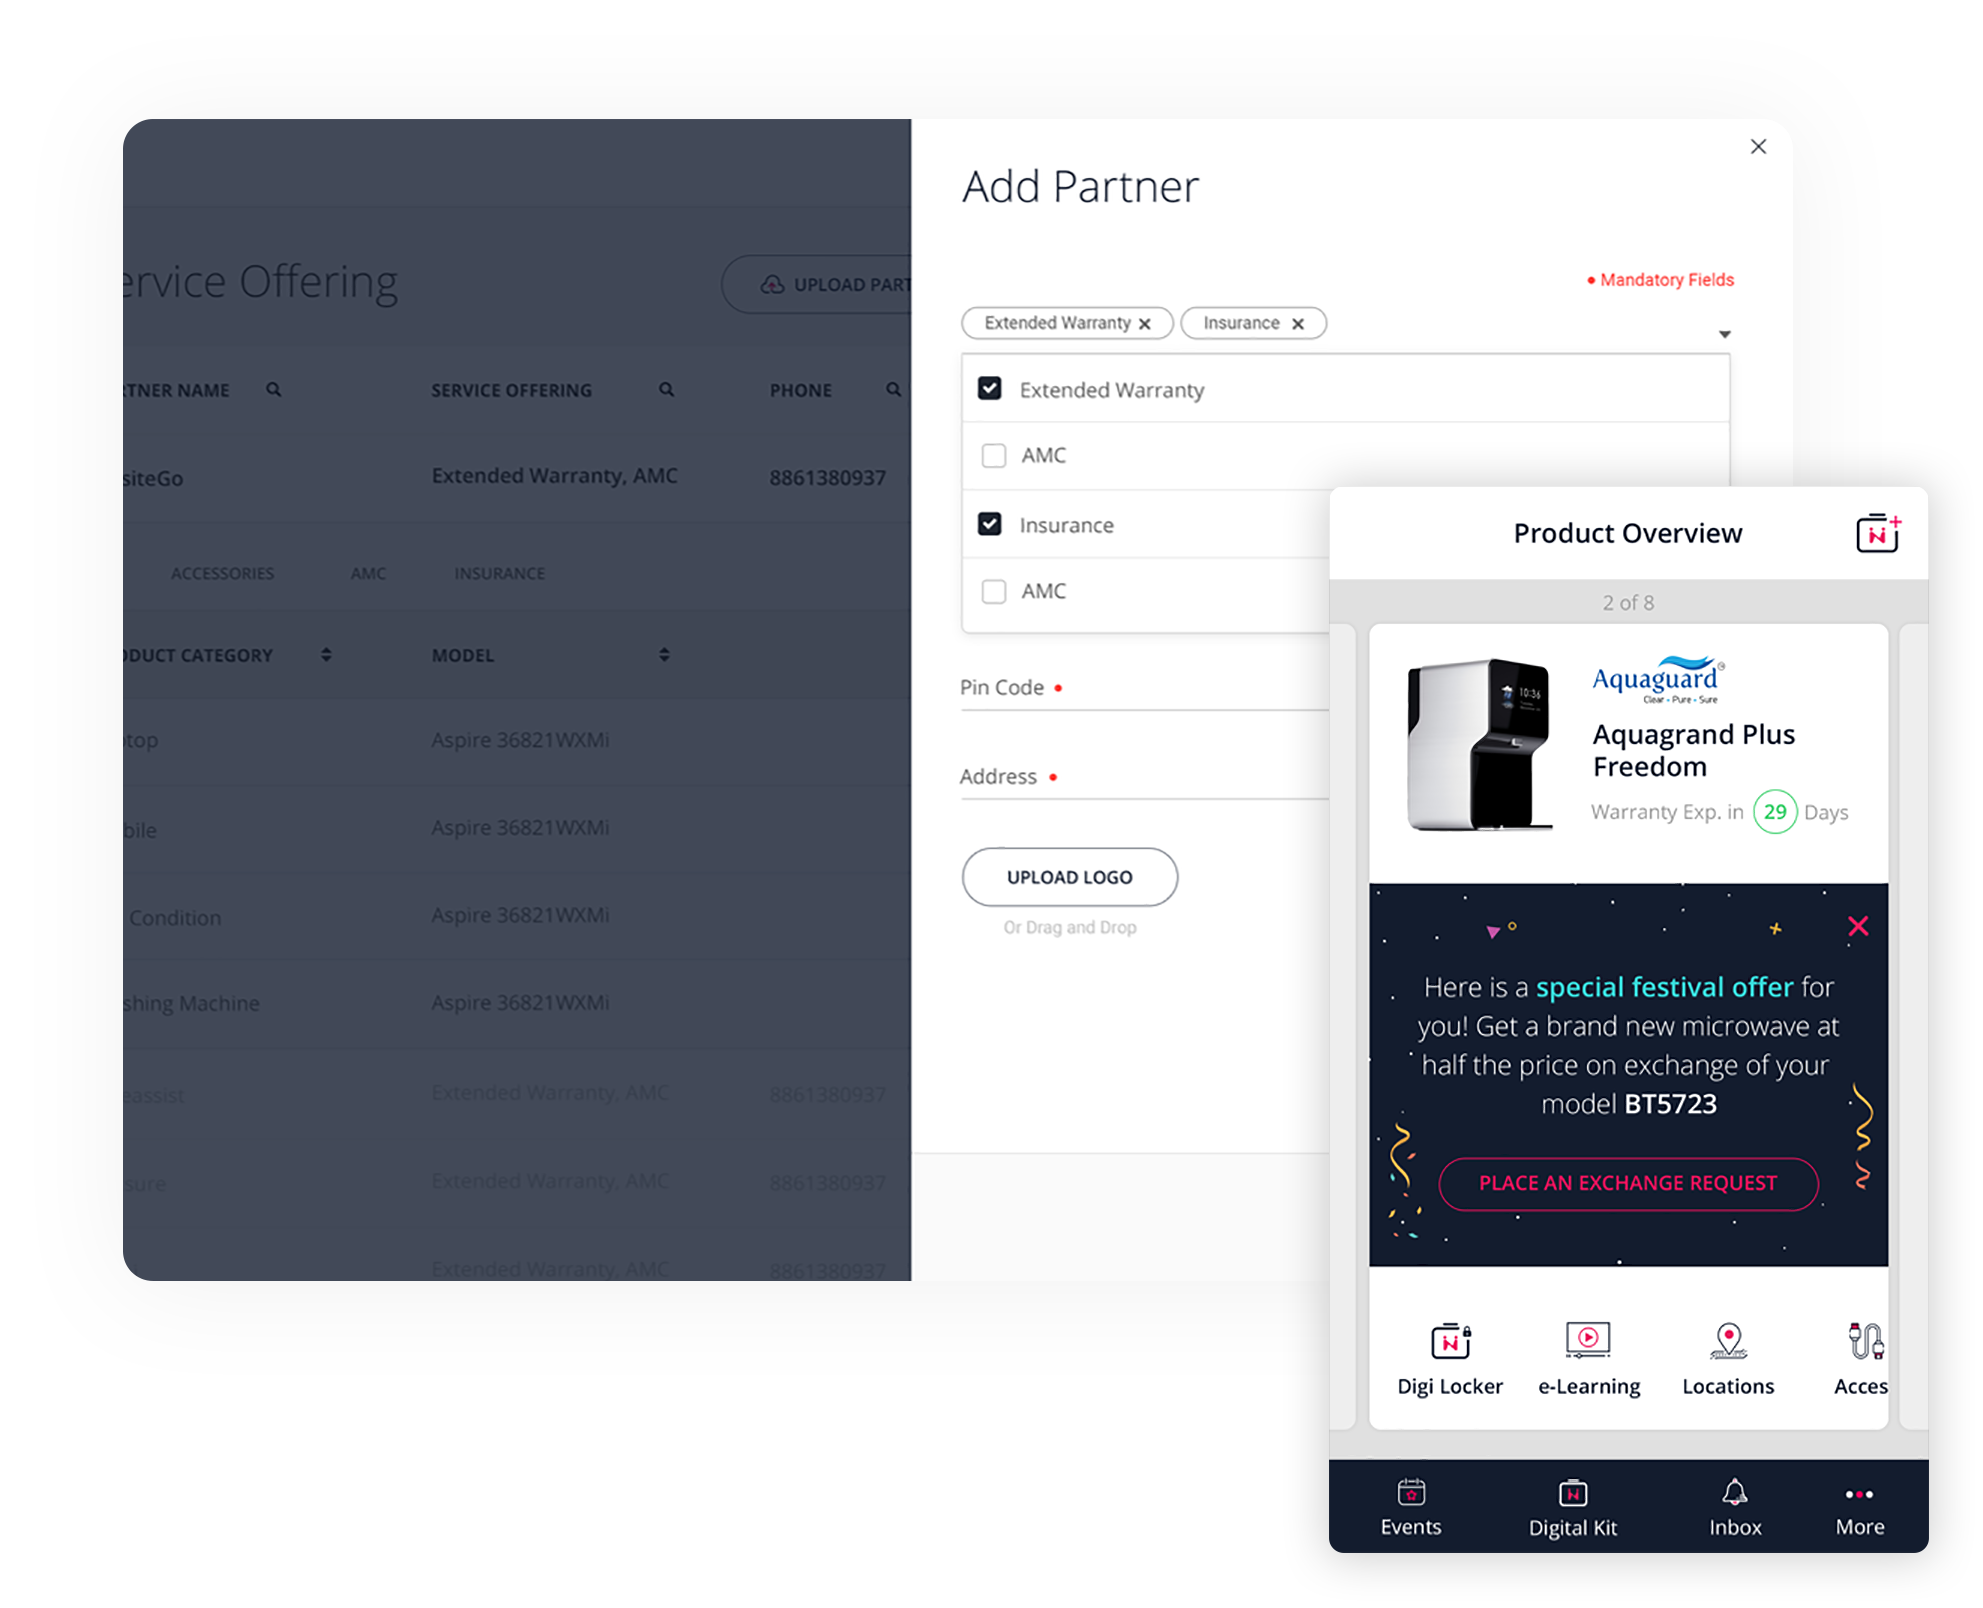 Add Partner
Mandatory Fields
Extended Warranty
Insurance
Extended Warranty
AMC
Insurance
AMC
Pin Code
Address
UPLOAD LOGO
Or Drag and Drop
ervice Offering
UPLOAD PART
RTNER NAME
SERVICE OFFERING
PHONE
siteGo
Extended Warranty, AMC
8861380937
ACCESSORIES
AMC
INSURANCE
ODUCT CATEGORY
MODEL
top
Aspire 36821WXMi
bile
Aspire 36821WXMi
Condition
Aspire 36821WXMi
shing Machine
Aspire 36821WXMi
eassist
Extended Warranty, AMC
8861380937
sure
Extended Warranty, AMC
8861380937
Extended Warranty, AMC
8861380937
Product Overview
2 of 8
10:36
Aquaguard
Clear - Pure - Sure
Aquagrand Plus
Freedom
Warranty Exp. in 29 Days
Here is a special festival offer for
you! Get a brand new microwave at
half the price on exchange of your
model BT5723
PLACE AN EXCHANGE REQUEST
Digi Locker
e-Learning
Locations
Acces
Events
Digital Kit
Inbox
More